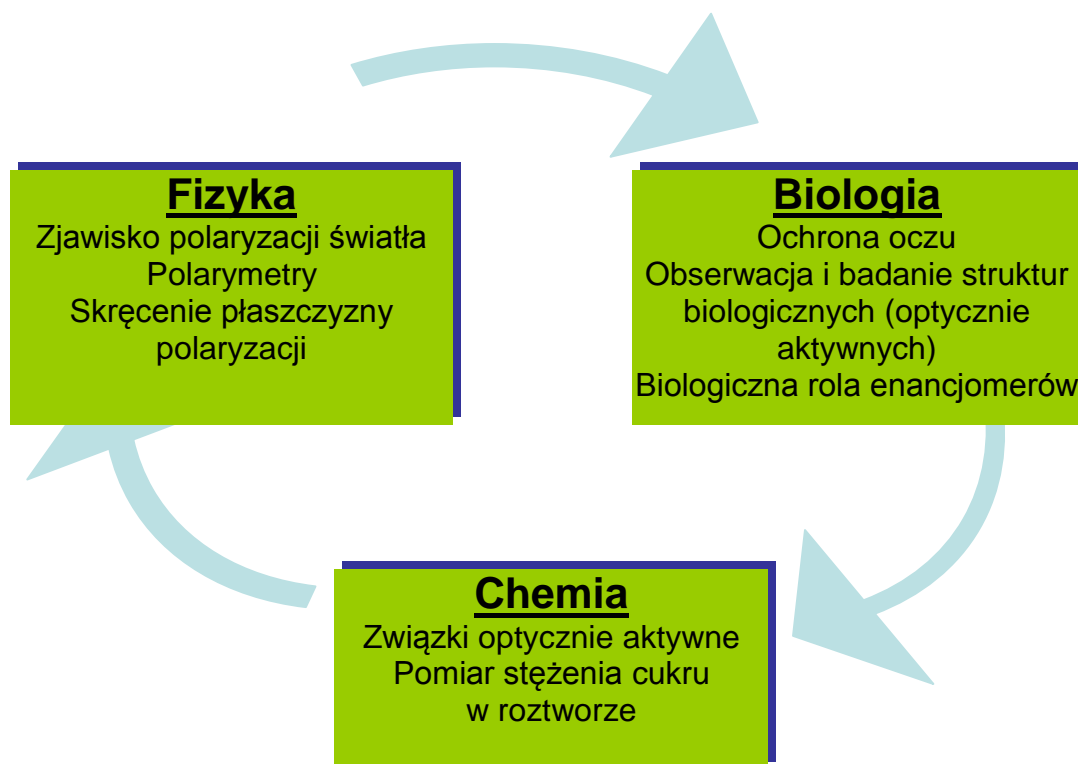 Fizyka
Zjawisko polaryzacji światła
Polarymetry
Skręcenie płaszczyzny
polaryzacji
Biologia
Ochrona oczu
Obserwacja i badanie struktur
biologicznych (optycznie
aktywnych)
Biologiczna rola enancjomerów
Chemia
Związki optycznie aktywne
Pomiar stężenia cukru
w roztworze